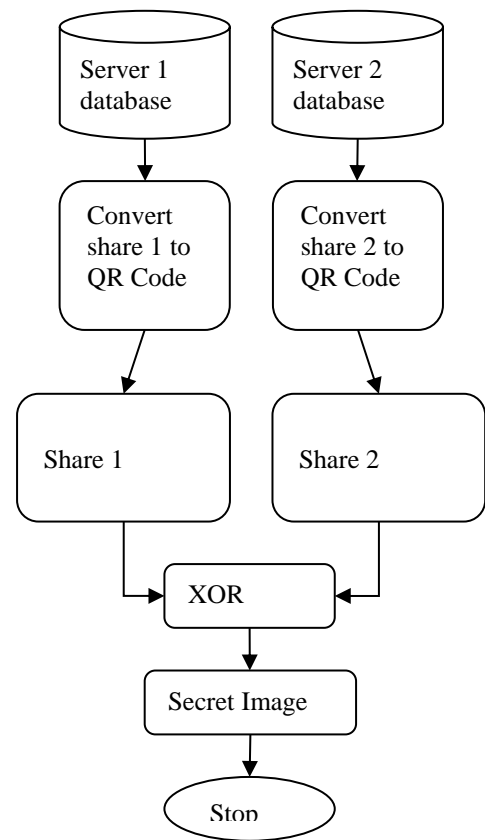 Server 1
database
Server 2
database
Convert
share 1 to
QR Code
Convert
share 2 to
QR Code
Share 1
Share 2
XOR
Secret Image
Stop